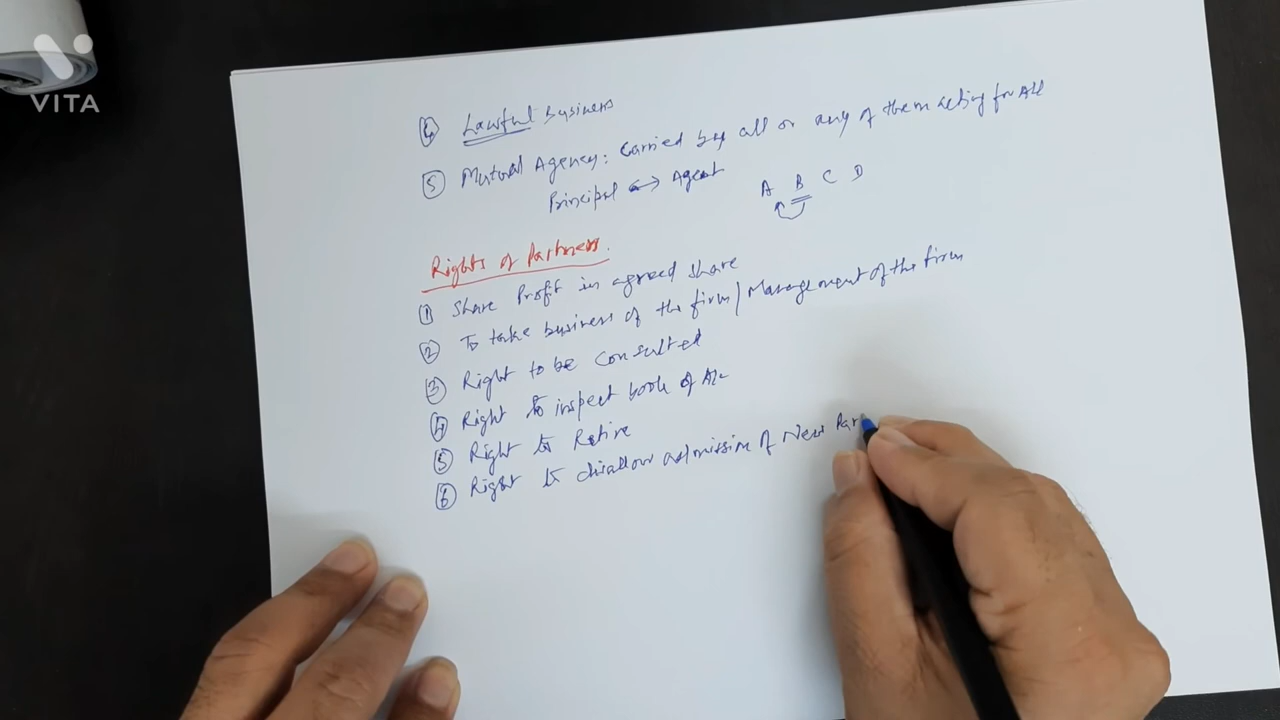 VITA
④ Lawful Business
⑤ Mutual Agency: Carried by all or any of them acting for All
Principal ↔ Agent
A B C D
Rights of Partners.
① Share Profit in agreed share
② To take business of the firm / Management of the firm
③ Right to be consulted
④ Right to inspect book of A/c
⑤ Right to Retire
⑥ Right to disallow admission of New Par